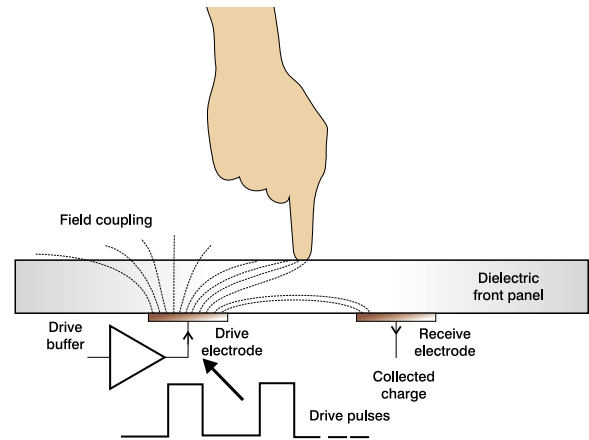 Field coupling
Dielectric
front panel
Drive
buffer
Drive
electrode
Receive
electrode
Collected
charge
Drive pulses